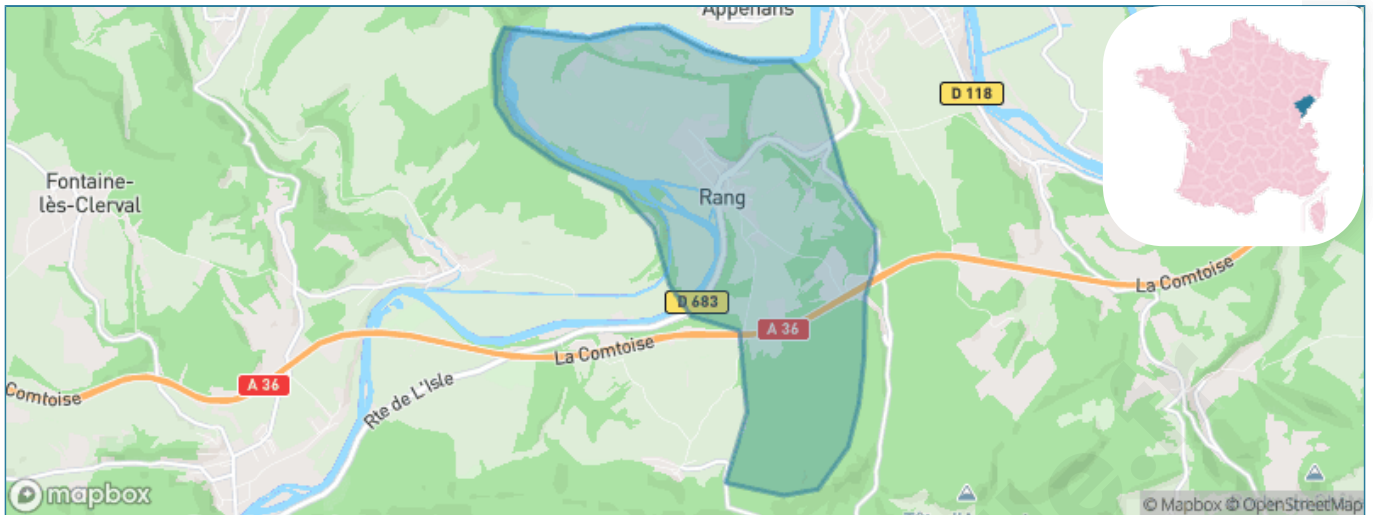 Appenans
D 118
Fontaine-
lès-Clerval
Rang
La Comtoise
D 683
A 36
La Comtoise
A 36
Comtoise
Rte de L'Isle
mapbox
© Mapbox © OpenStreetMap